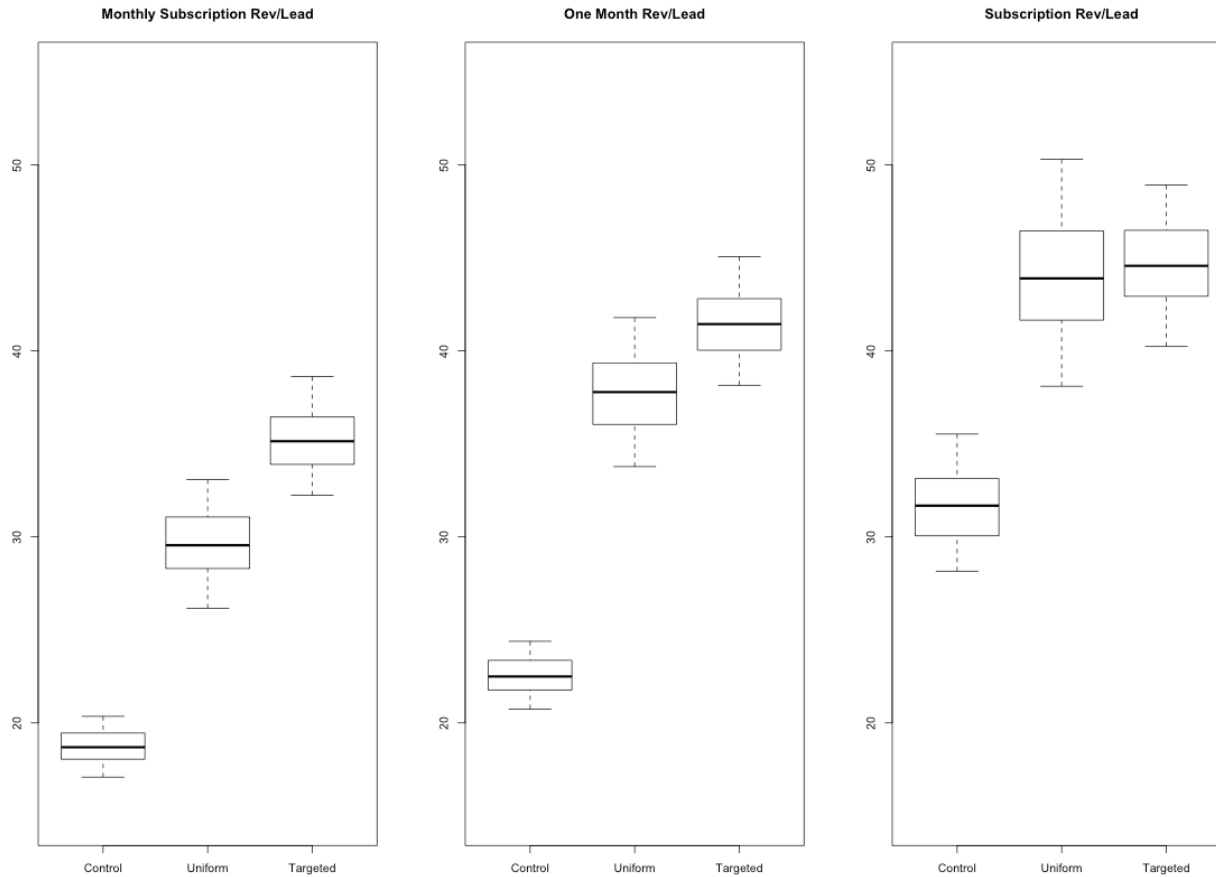 Monthly Subscription Rev/Lead
50
40
30
20
Control Uniform Targeted
One Month Rev/Lead
50
40
30
20
Control Uniform Targeted
Subscription Rev/Lead
50
40
30
20
Control Uniform Targeted